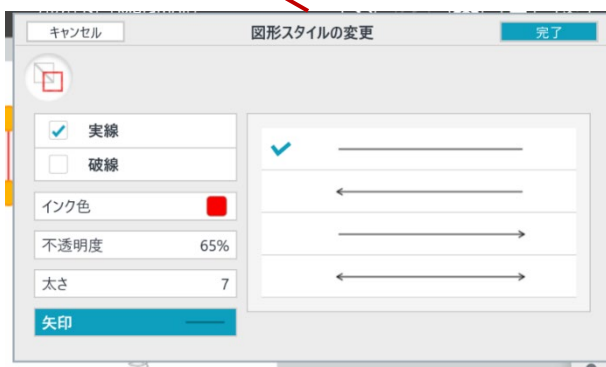 キャンセル
図形スタイルの変更
完了
実線
破線
インク色
不透明度 65%
太さ 7
矢印